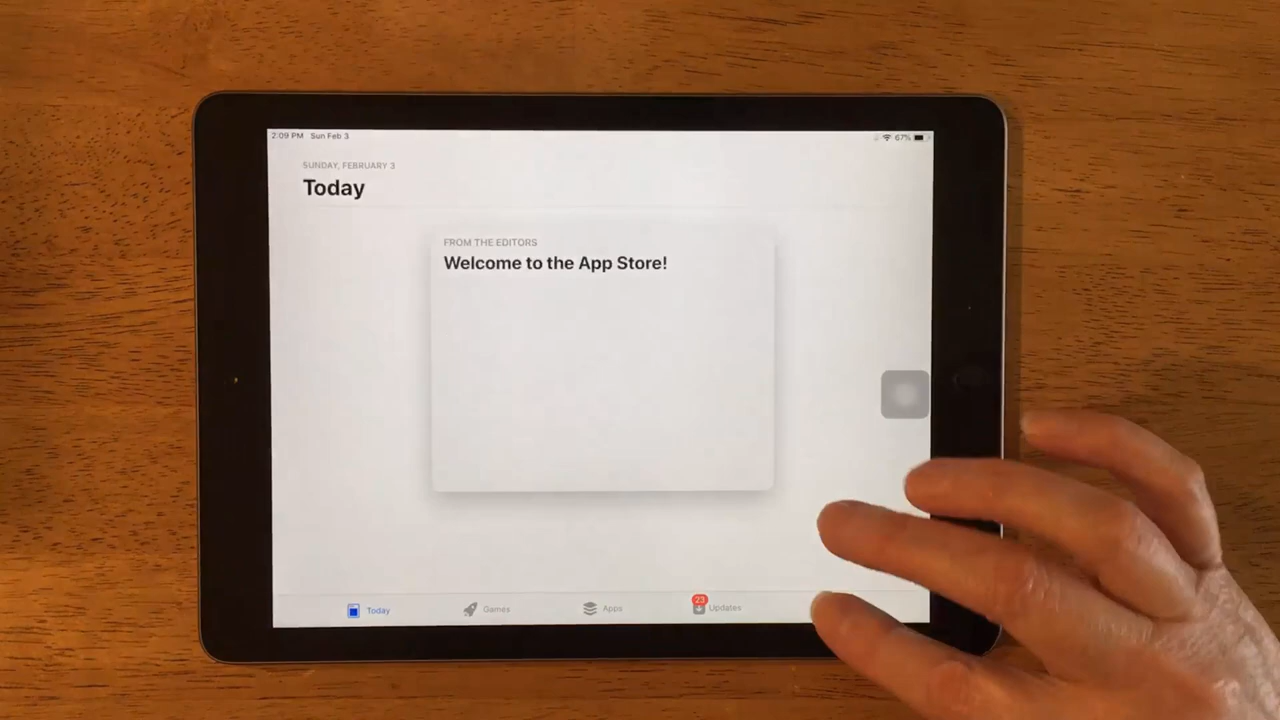 2:09 PM Sun Feb 3
67%
SUNDAY, FEBRUARY 3
Today
FROM THE EDITORS
Welcome to the App Store!
Today
Games
Apps
23
Updates